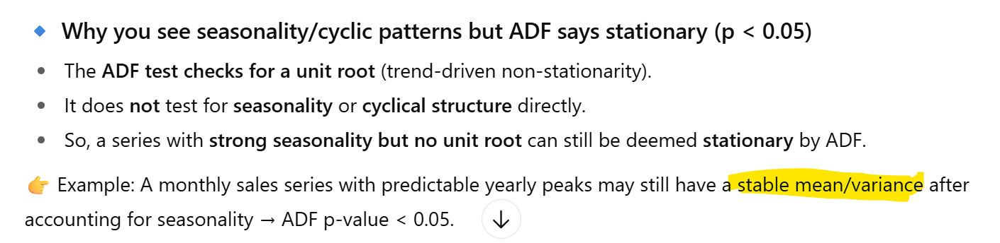 🔹 Why you see seasonality/cyclic patterns but ADF says stationary (p < 0.05)
• The ADF test checks for a unit root (trend-driven non-stationarity).
• It does not test for seasonality or cyclical structure directly.
• So, a series with strong seasonality but no unit root can still be deemed stationary by ADF.
👉 Example: A monthly sales series with predictable yearly peaks may still have a stable mean/variance after
accounting for seasonality → ADF p-value < 0.05.